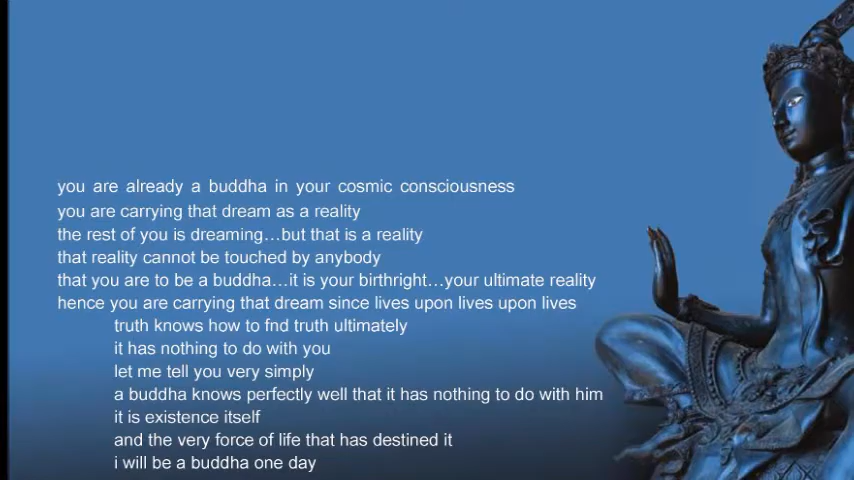 you are already a buddha in your cosmic consciousness
you are carrying that dream as a reality
the rest of you is dreaming…but that is a reality
that reality cannot be touched by anybody
that you are to be a buddha…it is your birthright…your ultimate reality
hence you are carrying that dream since lives upon lives upon lives
truth knows how to fnd truth ultimately
it has nothing to do with you
let me tell you very simply
a buddha knows perfectly well that it has nothing to do with him
it is existence itself
and the very force of life that has destined it
i will be a buddha one day